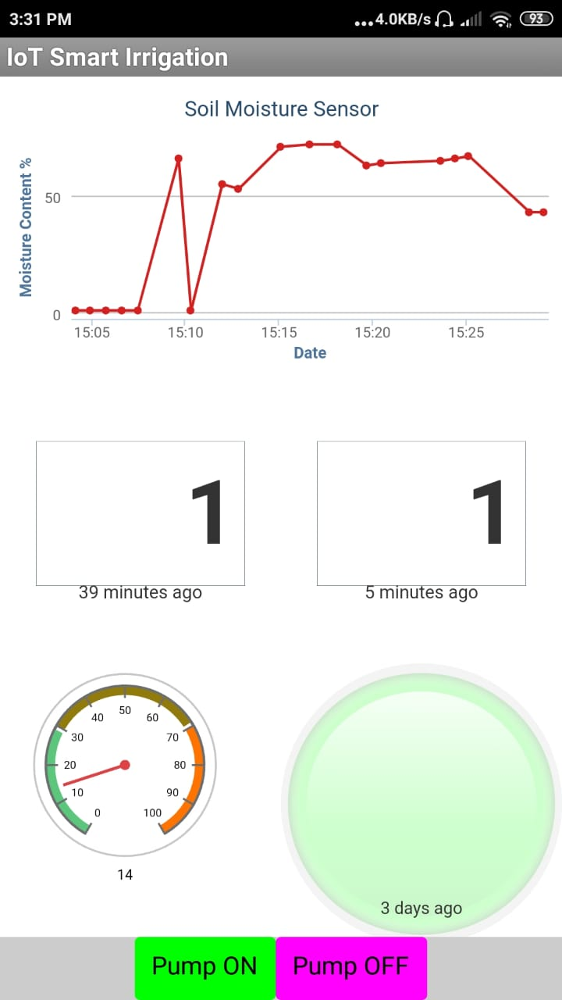 3:31 PM
...4.0KB/s 93
IoT Smart Irrigation
Soil Moisture Sensor
Moisture Content %
50
0
15:05 15:10 15:15 15:20 15:25
Date
1 1
39 minutes ago 5 minutes ago
50
40 60
30 70
20 80
10 90
0 100
14
3 days ago
Pump ON Pump OFF